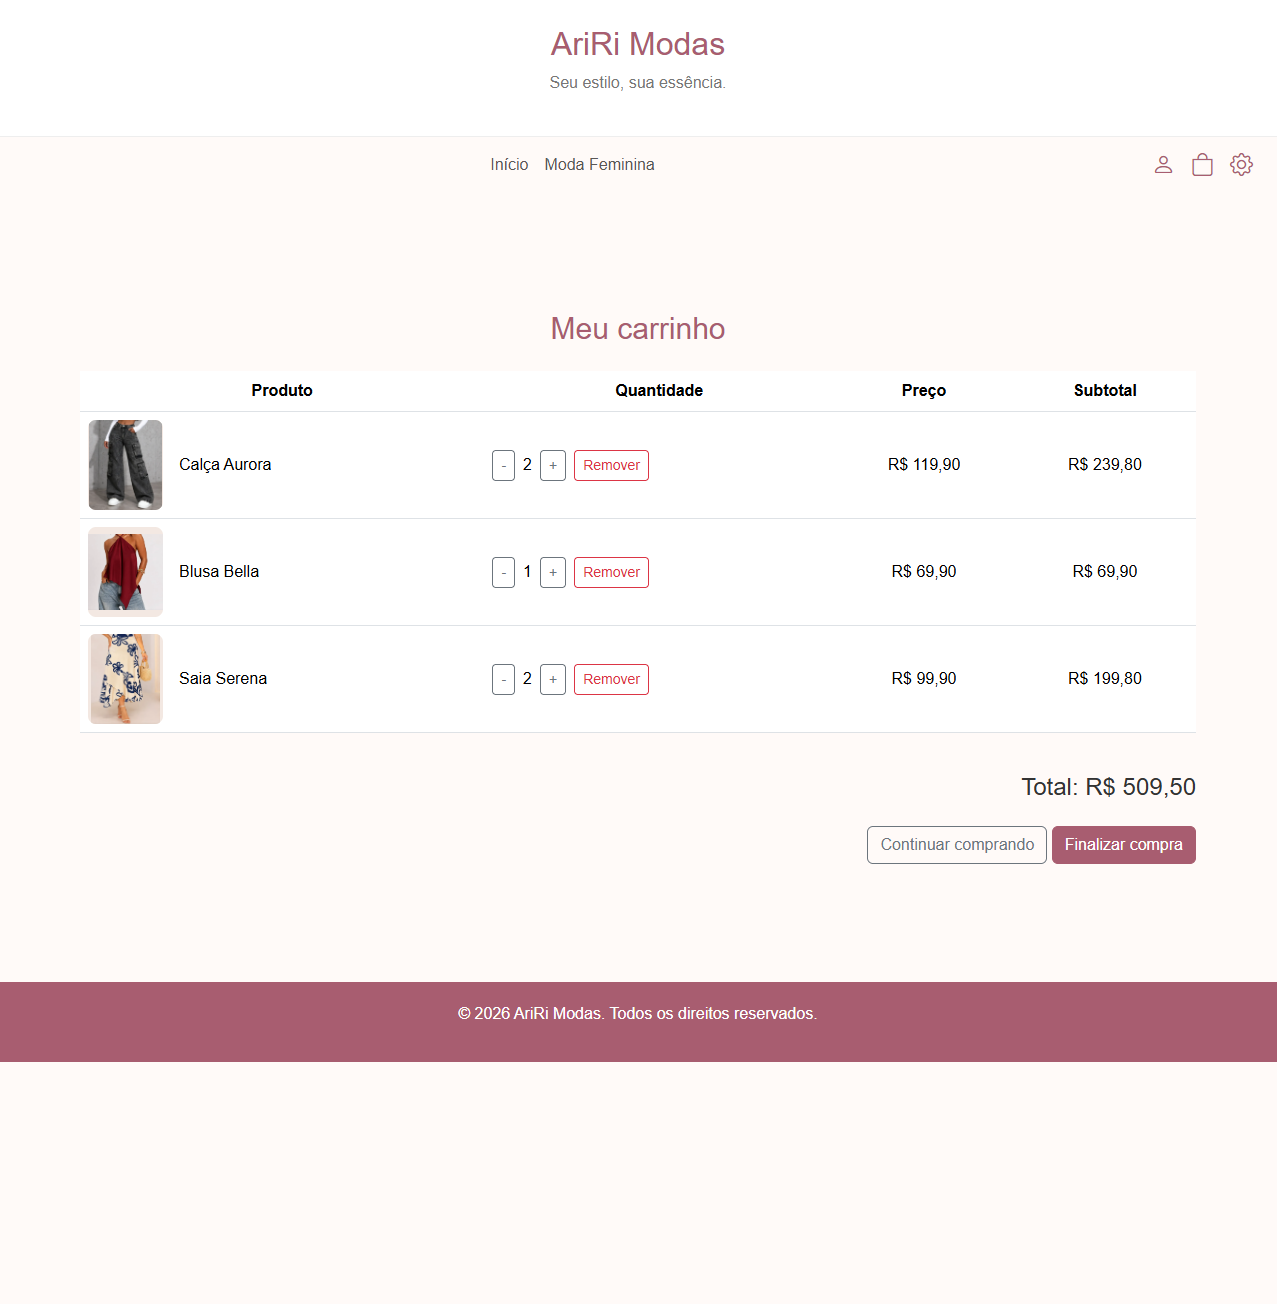 AriRi Modas
Seu estilo, sua essência.
Início Moda Feminina
Meu carrinho
Produto Quantidade Preço Subtotal
Calça Aurora - 2 + Remover R$ 119,90 R$ 239,80
Blusa Bella - 1 + Remover R$ 69,90 R$ 69,90
Saia Serena - 2 + Remover R$ 99,90 R$ 199,80
Total: R$ 509,50
Continuar comprando Finalizar compra
© 2026 AriRi Modas. Todos os direitos reservados.